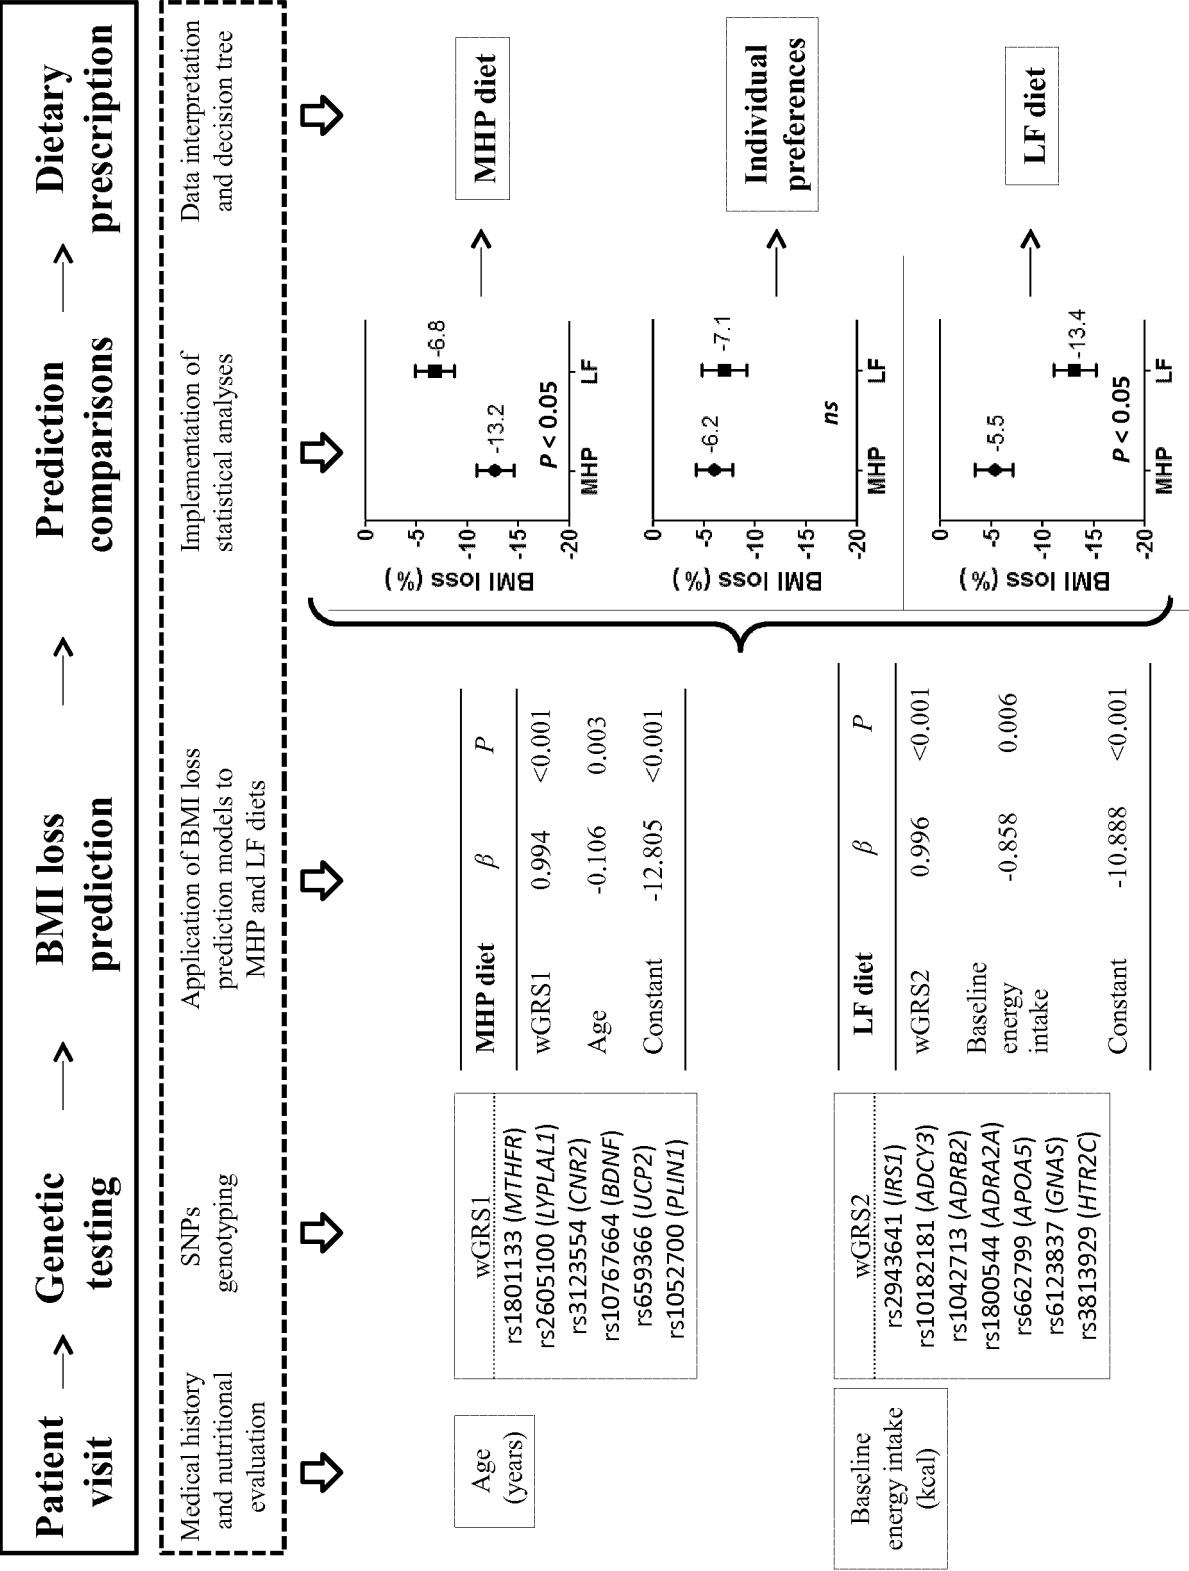 Patient
visit
Genetic
testing
BMI loss
prediction
Prediction
comparisons
Dietary
prescription
Medical history
and nutritional
evaluation
SNPs
genotyping
Application of BMI loss
prediction models to
MHP and LF diets
Implementation of
statistical analyses
Data interpretation
and decision tree
Age
(years)
Baseline
energy intake
(kcal)
wGRS1
rs1801133 (MTHFR)
rs2605100 (LYPLAL1)
rs3123554 (CNR2)
rs10767664 (BDNF)
rs659366 (UCP2)
rs1052700 (PLIN1)
wGRS2
rs2943641 (IRS1)
rs10182181 (ADCY3)
rs1042713 (ADRB2)
rs1800544 (ADRA2A)
rs662799 (APOA5)
rs6123837 (GNAS)
rs3813929 (HTR2C)
MHP diet β P
wGRS1 0.994 <0.001
Age -0.106 0.003
Constant -12.805 <0.001
LF diet β P
wGRS2 0.996 <0.001
Baseline
energy
intake
-0.858 0.006
Constant -10.888 <0.001
BMI loss (%)
0
-5
-10
-15
-20
-13.2
-6.8
P < 0.05
MHP LF
BMI loss (%)
0
-5
-10
-15
-20
-6.2
-7.1
ns
MHP LF
BMI loss (%)
0
-5
-10
-15
-20
-5.5
-13.4
P < 0.05
MHP LF
MHP diet
Individual
preferences
LF diet